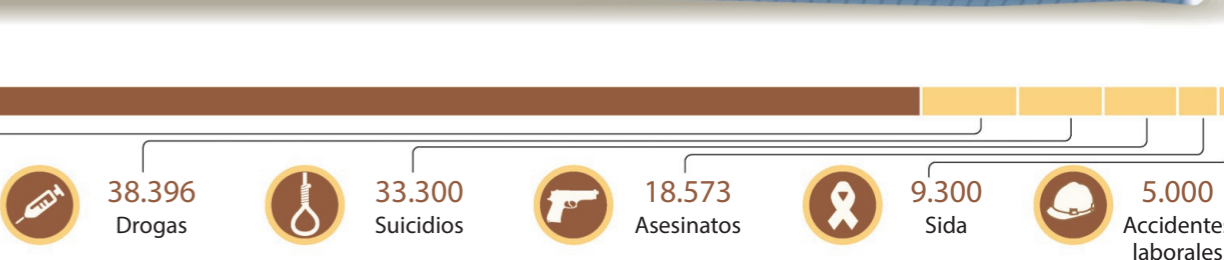 38.396
Drogas
33.300
Suicidios
18.573
Asesinatos
9.300
Sida
5.000
Accidentes
laborales